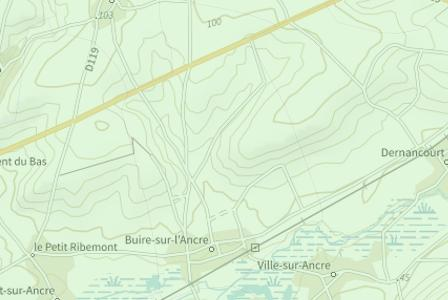 103
100
D119
Dernancourt
ent du Bas
Buire-sur-l'Ancre
le Petit Ribemont
Ville-sur-Ancre
45
t-sur-Ancre